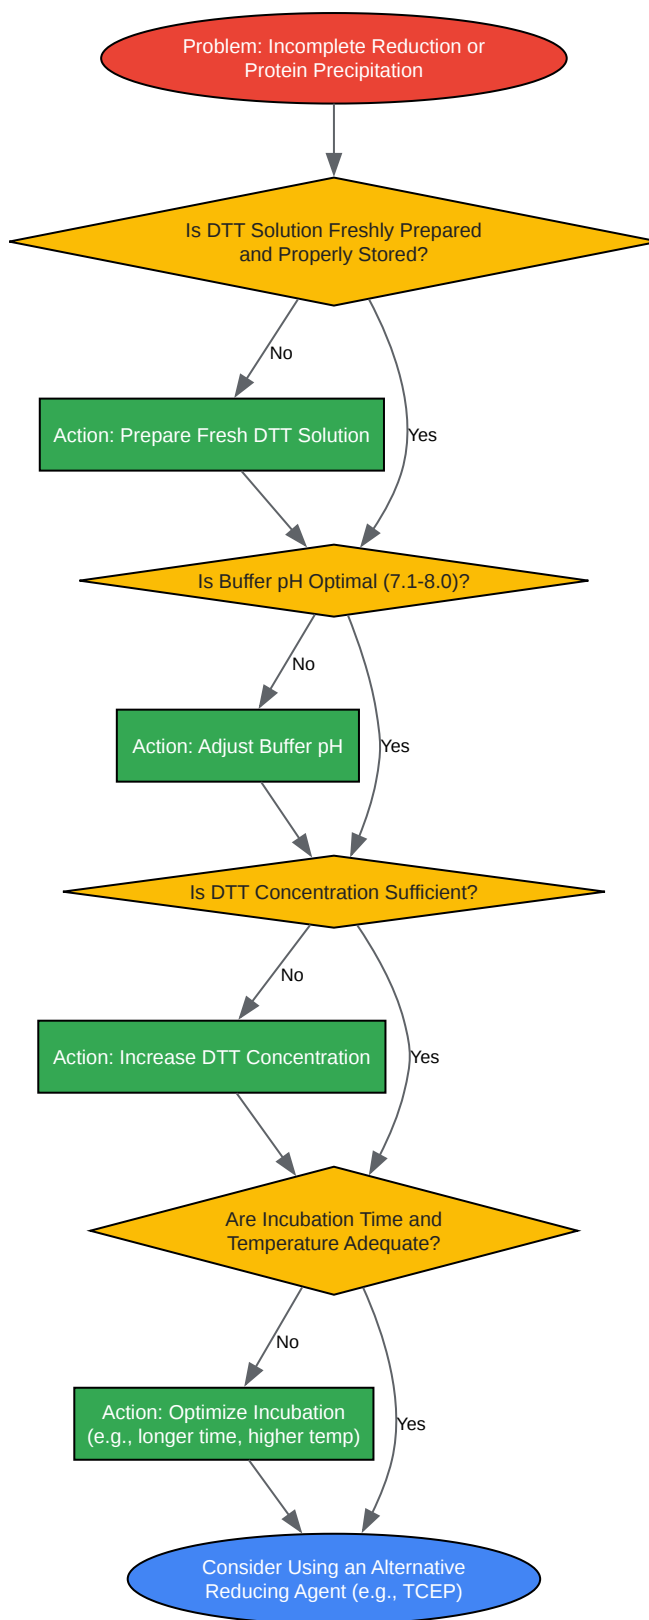 Problem: Incomplete Reduction or
Protein Precipitation
Is DTT Solution Freshly Prepared
and Properly Stored?
No
Action: Prepare Fresh DTT Solution
Yes
Is Buffer pH Optimal (7.1-8.0)?
No
Action: Adjust Buffer pH
Yes
Is DTT Concentration Sufficient?
No
Action: Increase DTT Concentration
Yes
Are Incubation Time and
Temperature Adequate?
No
Action: Optimize Incubation
(e.g., longer time, higher temp)
Yes
Consider Using an Alternative
Reducing Agent (e.g., TCEP)